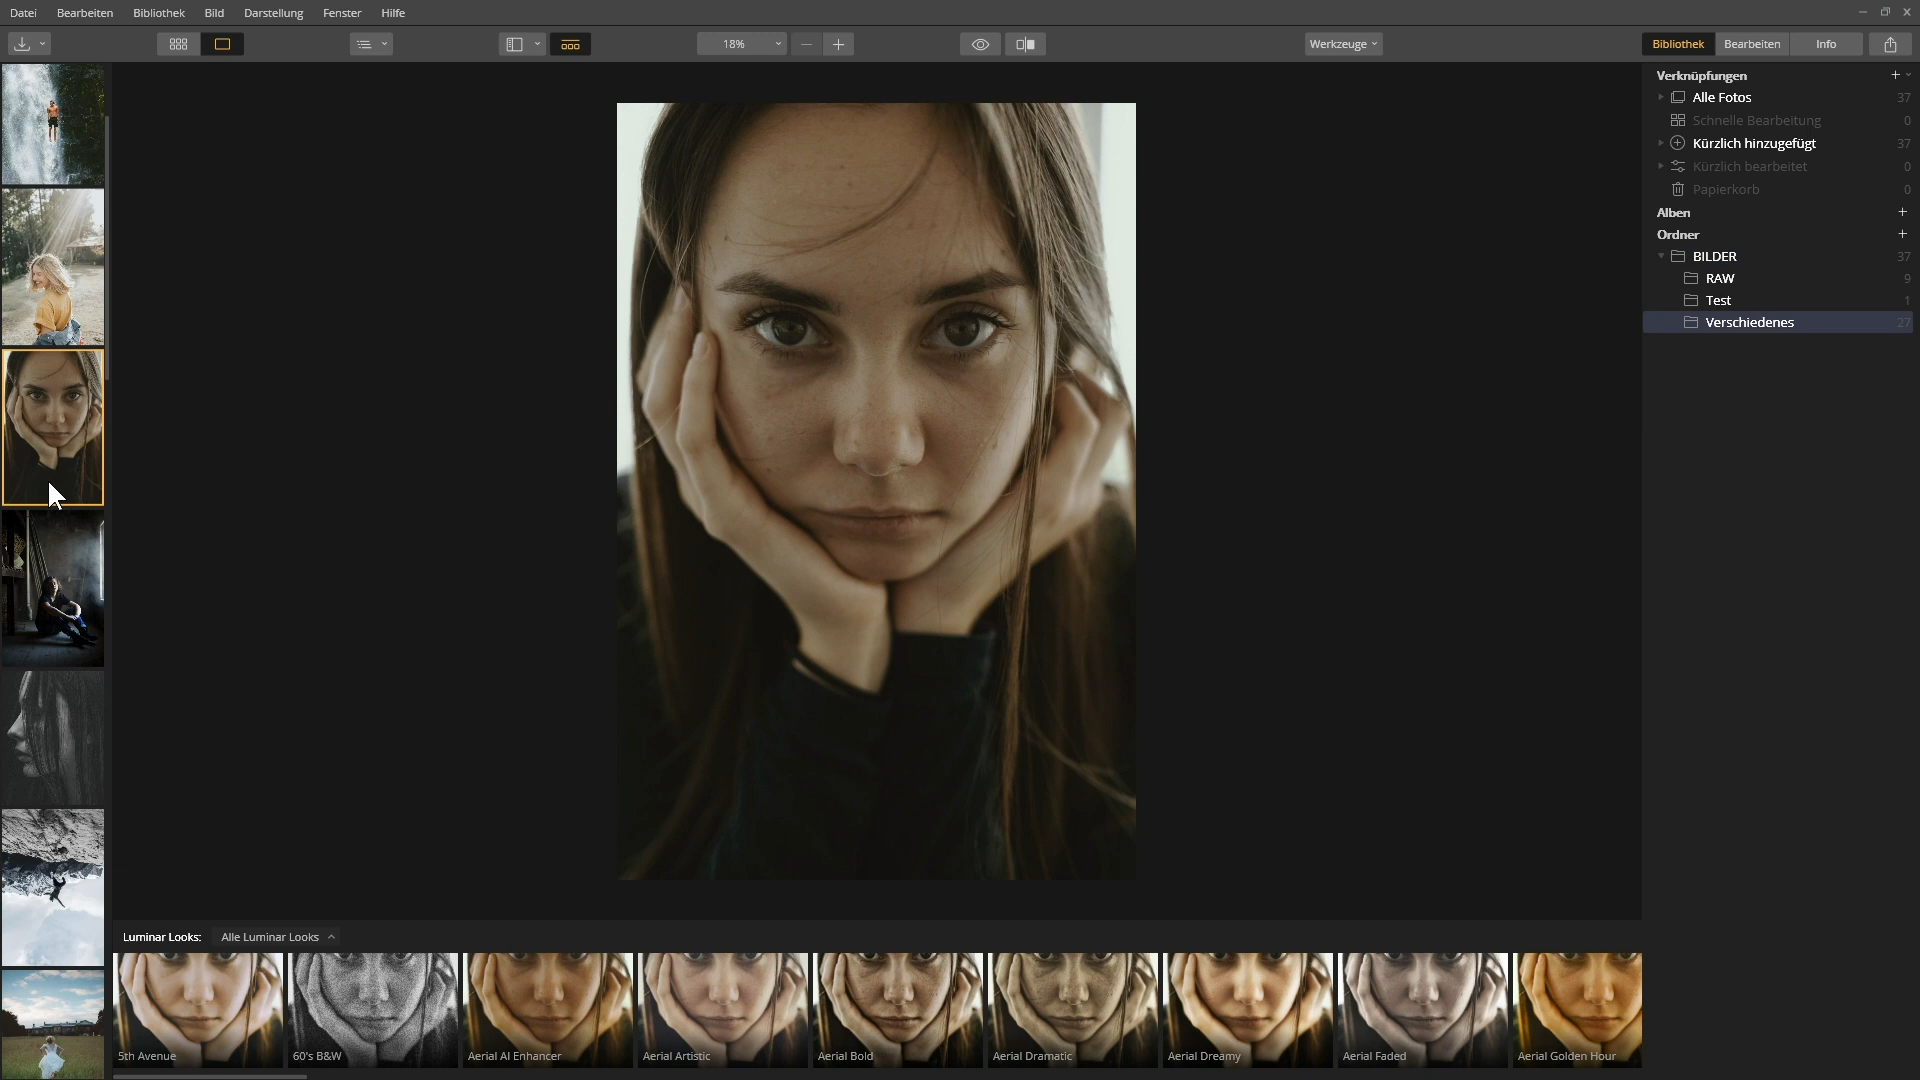 Datei Bearbeiten Bibliothek Bild Darstellung Fenster Hilfe
18% Werkzeuge Bibliothek Bearbeiten Info
Verknüpfungen
Alle Fotos 37
Schnelle Bearbeitung 0
Kürzlich hinzugefügt 37
Kürzlich bearbeitet 0
Papierkorb 0
Alben
Ordner
BILDER 37
RAW 9
Test 1
Verschiedenes 27
Luminar Looks: Alle Luminar Looks
5th Avenue 60's B&W Aerial AI Enhancer Aerial Artistic Aerial Bold Aerial Dramatic Aerial Dreamy Aerial Faded Aerial Golden Hour